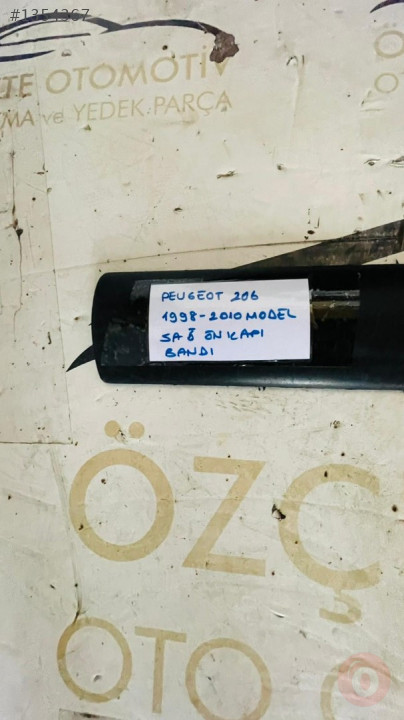 #1354367
TE OTOMOTİV
MA ve YEDEK PARÇA
PEUGEOT 206
1998-2010 MODEL
SAĞ ÖN KAPI
BANDI
ÖZÇ
OTO